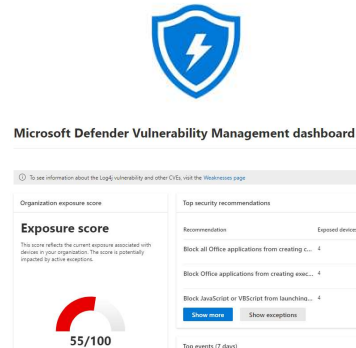 Microsoft Defender Vulnerability Management dashboard
To see information about the Log4j vulnerability and other CVEs, visit the Weaknesses page
Organization exposure score
Exposure score
This score reflects the current exposure associated with
devices in your organization. The score is potentially
impacted by active exceptions.
55/100
Top security recommendations
Recommendation Exposed devices
Block all Office applications from creating c... 4
Block Office applications from creating exec... 4
Block JavaScript or VBScript from launching... 4
Show more Show exceptions
Top events (7 days)